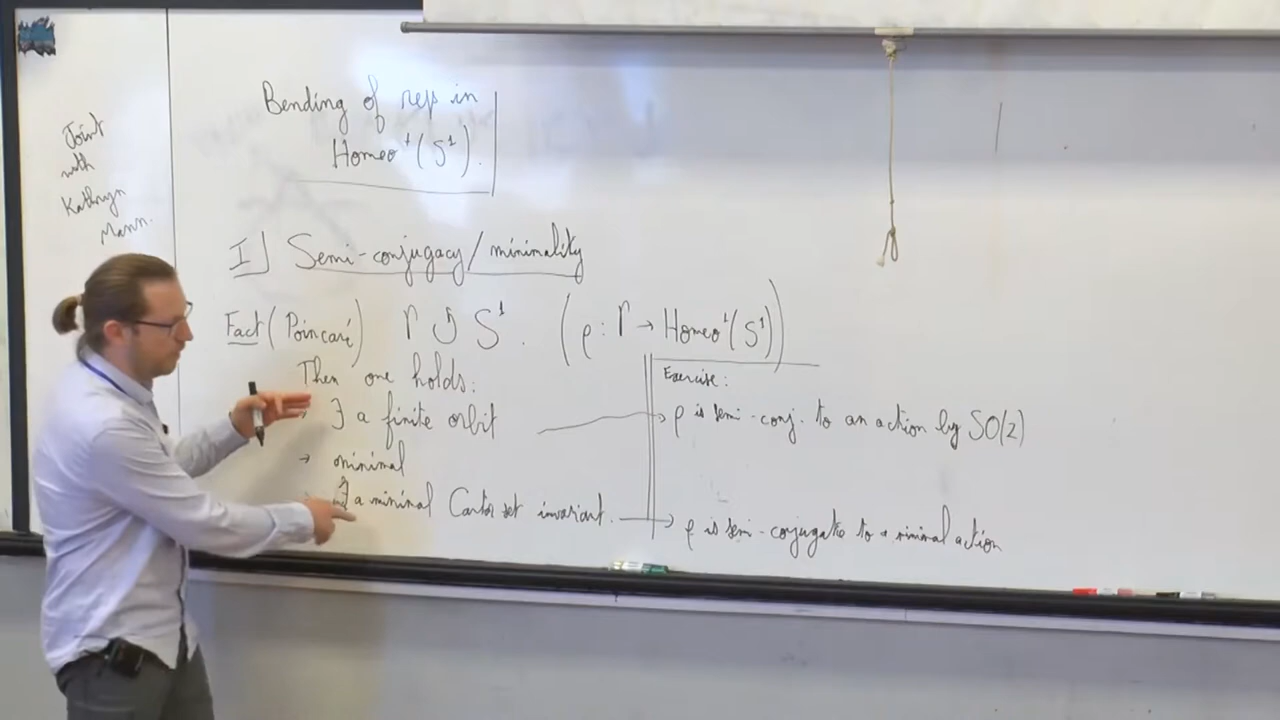 Joint
with
Kathryn
Mann.
Bending of reps in
Homeo⁺(S¹).
I] Semi-conjugacy/minimality
Fact (Poincaré) Γ ↺ S¹. (ρ: Γ → Homeo⁺(S¹))
Then one holds:
∃ a finite orbit
→ minimal
∃! a minimal Cantor set invariant.
Exercise:
→ ρ is semi-conj. to an action by SO(2)
→ ρ is semi-conjugate to a minimal action